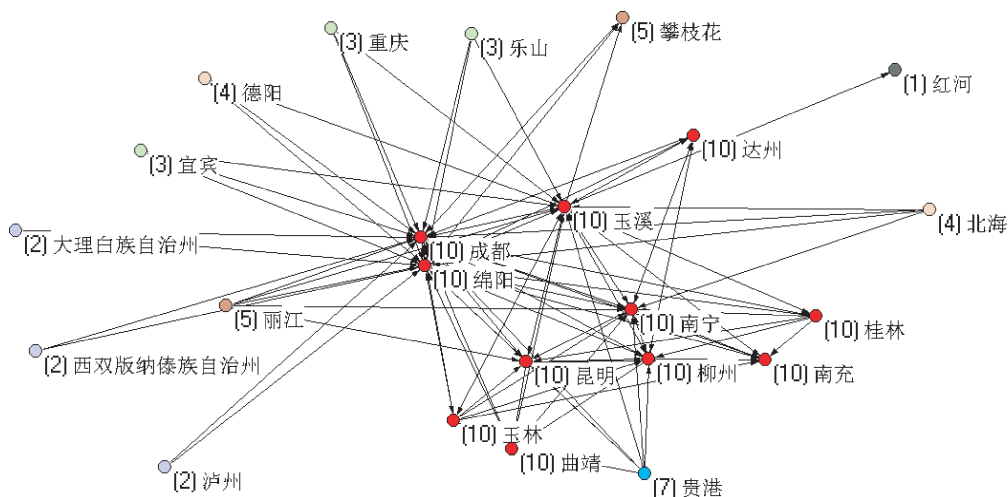 (5) 攀枝花
(3) 重庆
(3) 乐山
(1) 红河
(4) 德阳
(10) 达州
(3) 宜宾
(10) 玉溪
(4) 北海
(2) 大理白族自治州
(10) 成都
(10) 绵阳
(5) 丽江
(10) 南宁
(10) 桂林
(2) 西双版纳傣族自治州
(10) 昆明
(10) 柳州
(10) 南充
(10) 玉林
(10) 曲靖
(2) 泸州
(7) 贵港